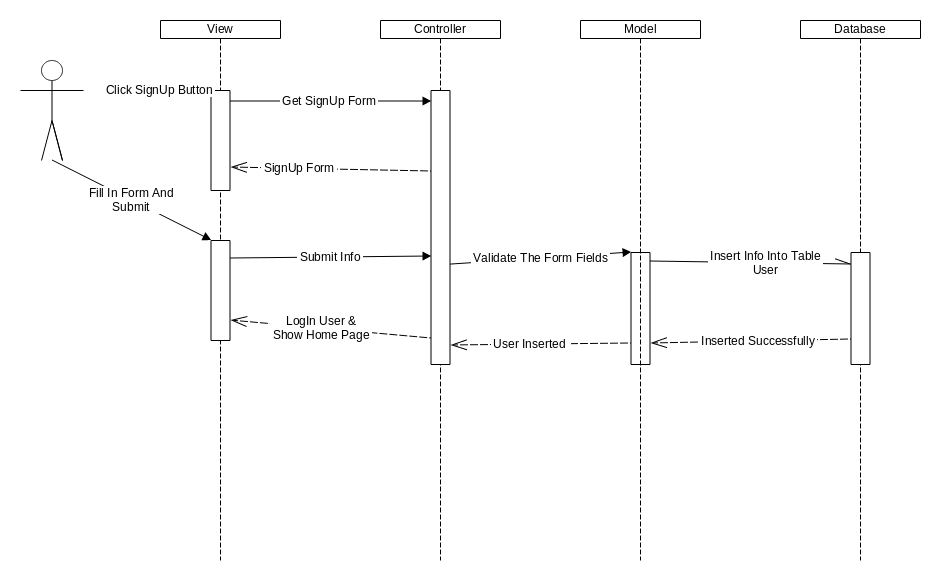 View
Controller
Model
Database
Click SignUp Button
Get SignUp Form
SignUp Form
Fill In Form And
Submit
Submit Info
Validate The Form Fields
Insert Info Into Table
User
LogIn User &
Show Home Page
User Inserted
Inserted Successfully